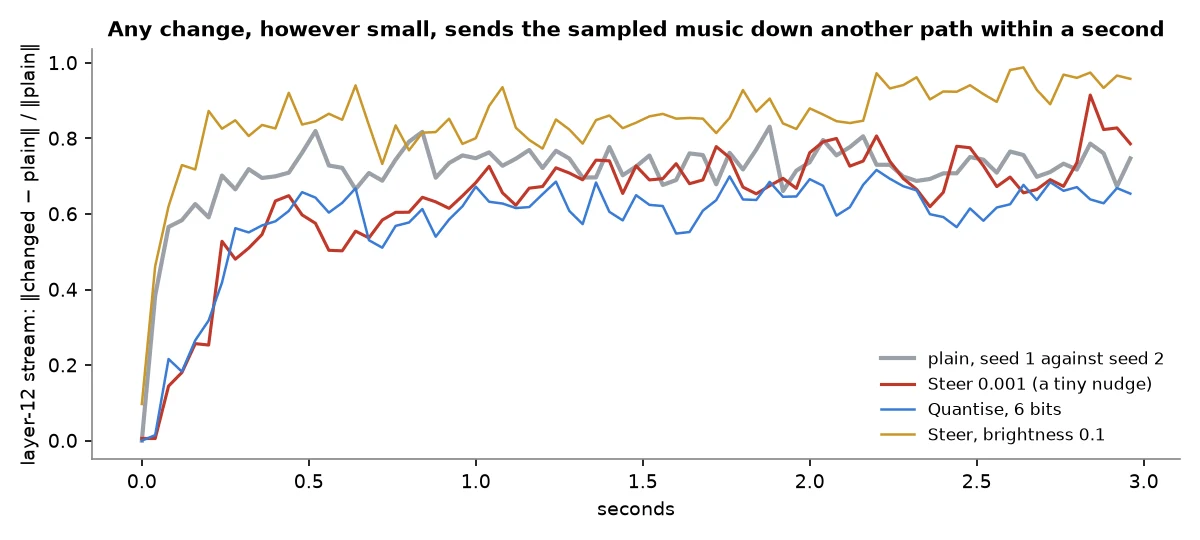 Any change, however small, sends the sampled music down another path within a second
layer-12 stream: ‖changed − plain‖ / ‖plain‖
1.0
0.8
0.6
0.4
0.2
0.0
plain, seed 1 against seed 2
Steer 0.001 (a tiny nudge)
Quantise, 6 bits
Steer, brightness 0.1
0.0 0.5 1.0 1.5 2.0 2.5 3.0
seconds